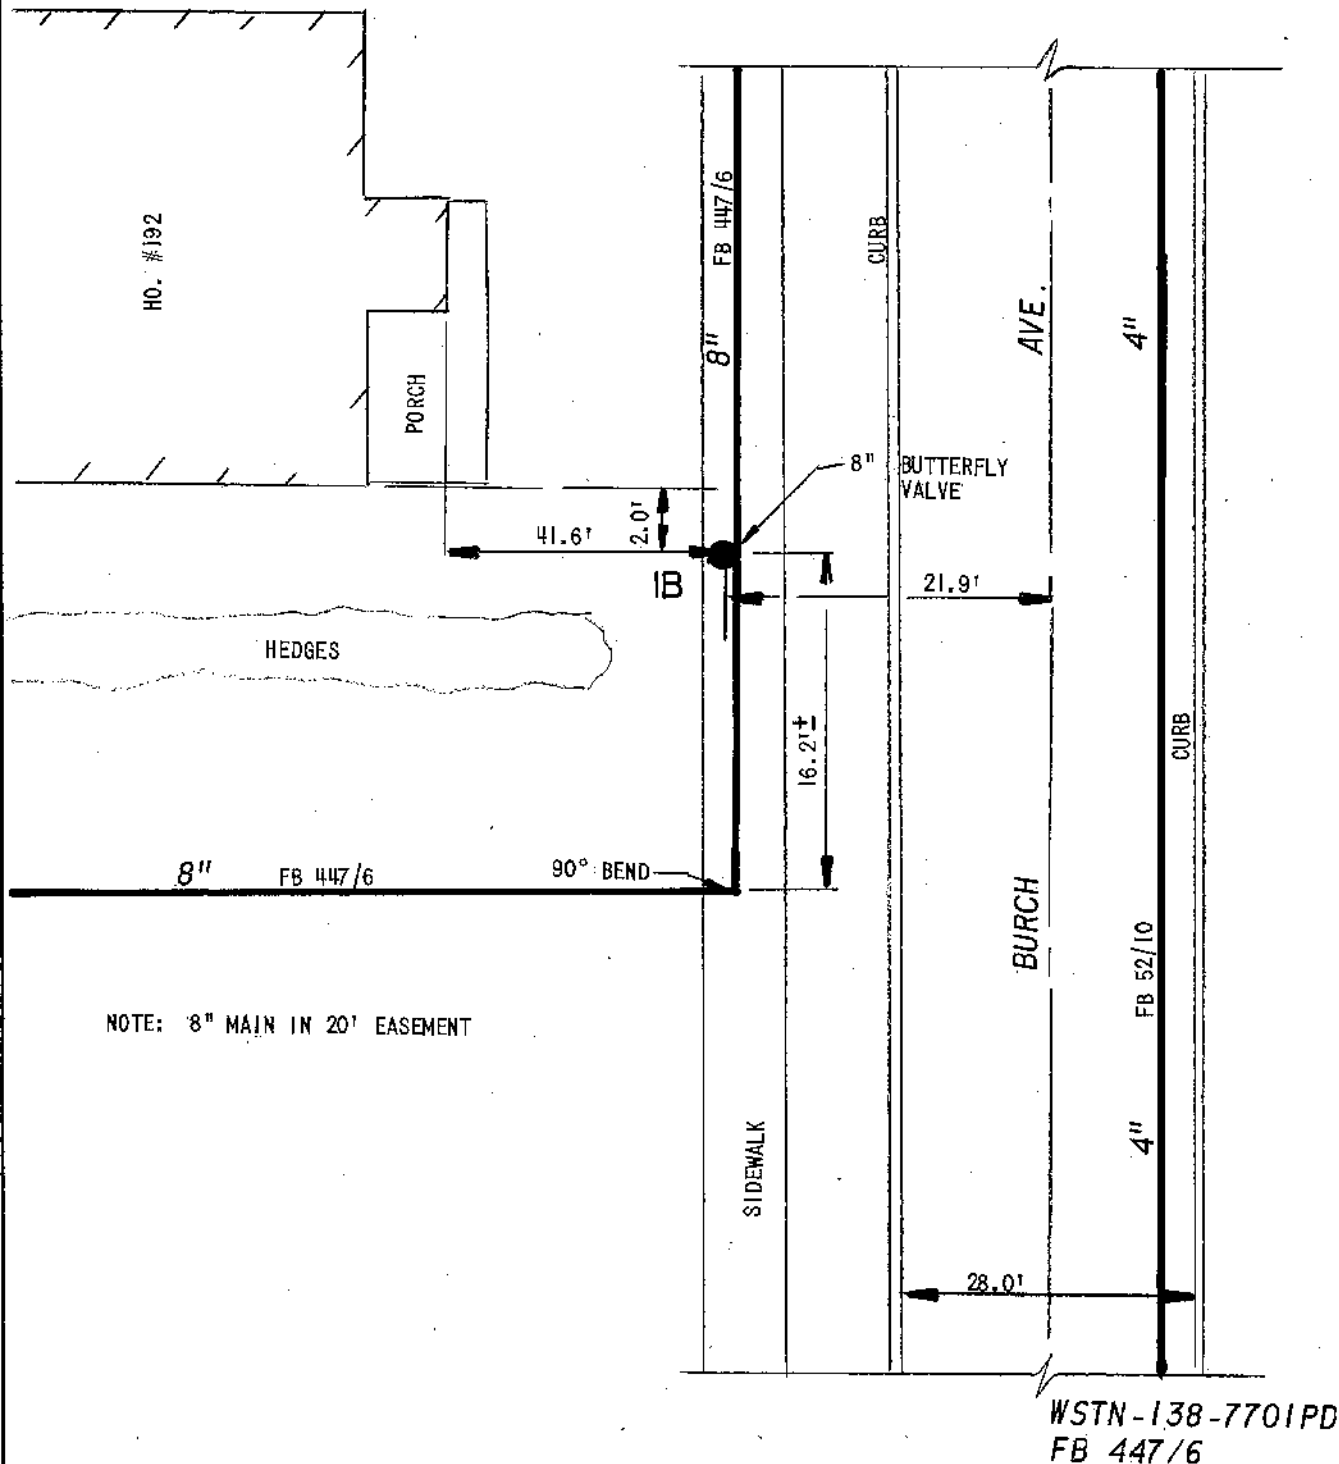 HO. #192
PORCH
FB 447/6
8"
CURB
AVE.
4"
8" BUTTERFLY
VALVE
41.6'
2.0'
1B
21.9'
HEDGES
16.2'±
CURB
8"
FB 447/6
90° BEND
BURCH
FB 52/10
NOTE: 8" MAIN IN 20' EASEMENT
SIDEWALK
4"
28.0'
WSTN-138-7701PD
FB 447/6